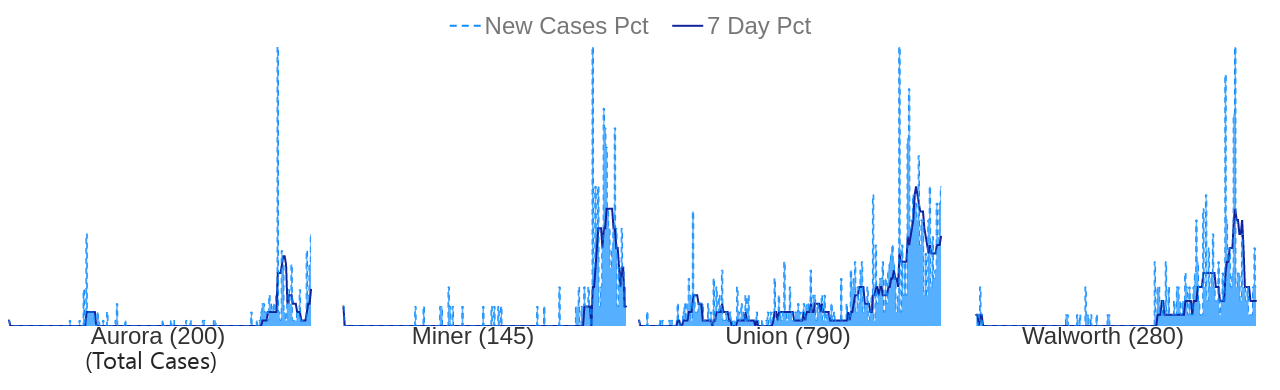 New Cases Pct 7 Day Pct
Aurora (200) Miner (145) Union (790) Walworth (280)
(Total Cases)